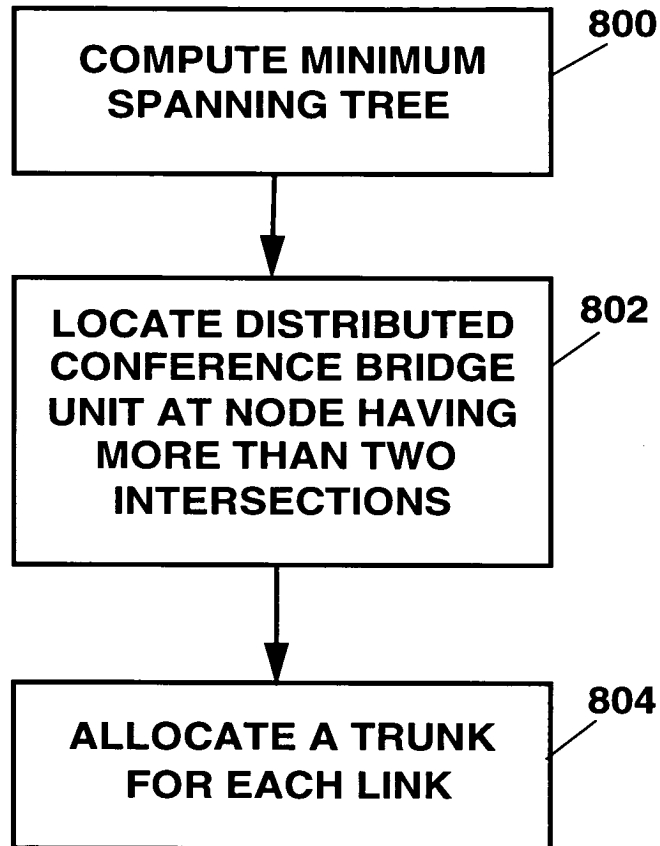 800
COMPUTE MINIMUM
SPANNING TREE
802
LOCATE DISTRIBUTED
CONFERENCE BRIDGE
UNIT AT NODE HAVING
MORE THAN TWO
INTERSECTIONS
804
ALLOCATE A TRUNK
FOR EACH LINK